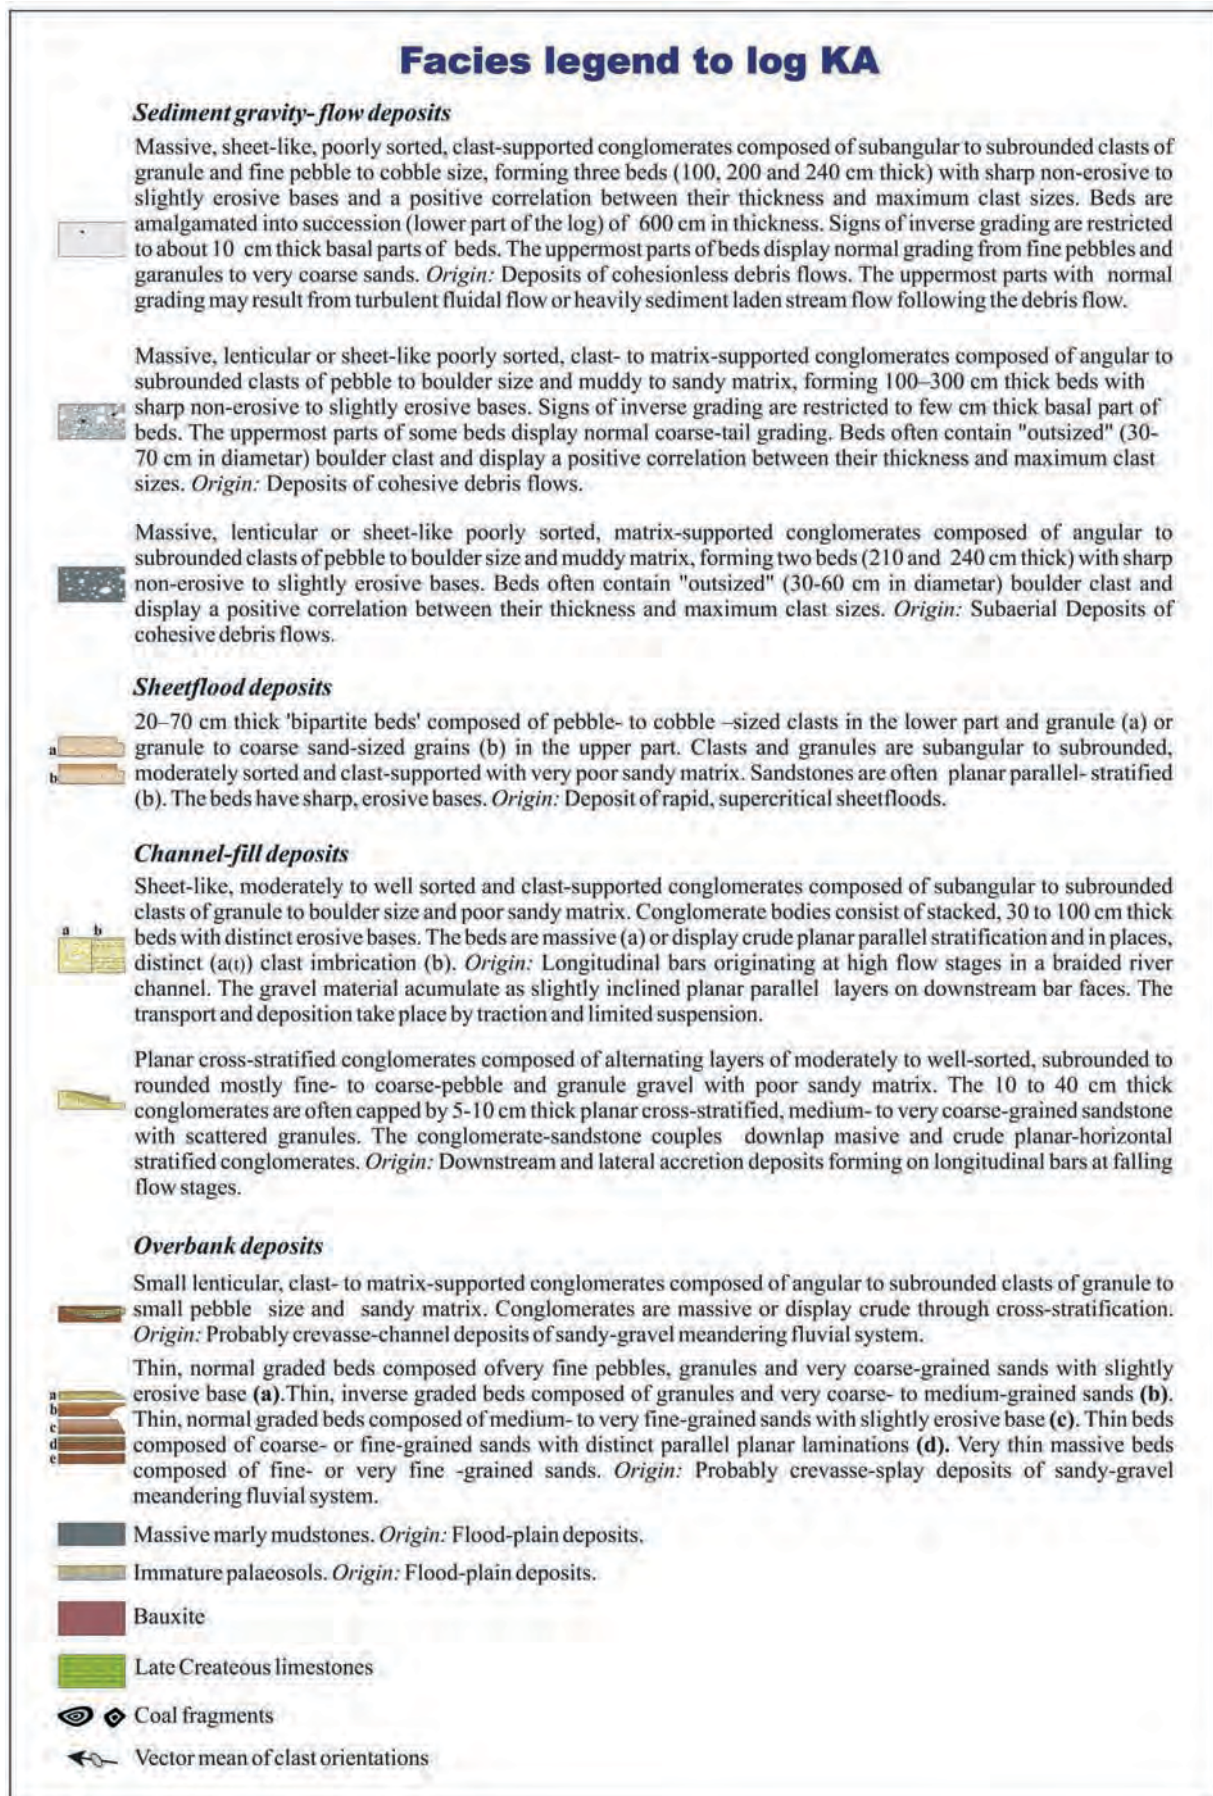 Facies legend to log KA
Sediment gravity-flow deposits
Massive, sheet-like, poorly sorted, clast-supported conglomerates composed of subangular to subrounded clasts of
granule and fine pebble to cobble size, forming three beds (100, 200 and 240 cm thick) with sharp non-erosive to
slightly erosive bases and a positive correlation between their thickness and maximum clast sizes. Beds are
amalgamated into succession (lower part of the log) of 600 cm in thickness. Signs of inverse grading are restricted
to about 10 cm thick basal parts of beds. The uppermost parts of beds display normal grading from fine pebbles and
garanules to very coarse sands. Origin: Deposits of cohesionless debris flows. The uppermost parts with normal
grading may result from turbulent fluidal flow or heavily sediment laden stream flow following the debris flow.
Massive, lenticular or sheet-like poorly sorted, clast- to matrix-supported conglomerates composed of angular to
subrounded clasts of pebble to boulder size and muddy to sandy matrix, forming 100–300 cm thick beds with
sharp non-erosive to slightly erosive bases. Signs of inverse grading are restricted to few cm thick basal part of
beds. The uppermost parts of some beds display normal coarse-tail grading. Beds often contain "outsized" (30-
70 cm in diametar) boulder clast and display a positive correlation between their thickness and maximum clast
sizes. Origin: Deposits of cohesive debris flows.
Massive, lenticular or sheet-like poorly sorted, matrix-supported conglomerates composed of angular to
subrounded clasts of pebble to boulder size and muddy matrix, forming two beds (210 and 240 cm thick) with sharp
non-erosive to slightly erosive bases. Beds often contain "outsized" (30-60 cm in diametar) boulder clast and
display a positive correlation between their thickness and maximum clast sizes. Origin: Subaerial Deposits of
cohesive debris flows.
Sheetflood deposits
20–70 cm thick 'bipartite beds' composed of pebble- to cobble –sized clasts in the lower part and granule (a) or
a
granule to coarse sand-sized grains (b) in the upper part. Clasts and granules are subangular to subrounded,
b
moderately sorted and clast-supported with very poor sandy matrix. Sandstones are often planar parallel- stratified
(b). The beds have sharp, erosive bases. Origin: Deposit of rapid, supercritical sheetfloods.
Channel-fill deposits
Sheet-like, moderately to well sorted and clast-supported conglomerates composed of subangular to subrounded
clasts of granule to boulder size and poor sandy matrix. Conglomerate bodies consist of stacked, 30 to 100 cm thick
a b
beds with distinct erosive bases. The beds are massive (a) or display crude planar parallel stratification and in places,
distinct (a(t)) clast imbrication (b). Origin: Longitudinal bars originating at high flow stages in a braided river
channel. The gravel material acumulate as slightly inclined planar parallel layers on downstream bar faces. The
transport and deposition take place by traction and limited suspension.
Planar cross-stratified conglomerates composed of alternating layers of moderately to well-sorted, subrounded to
rounded mostly fine- to coarse-pebble and granule gravel with poor sandy matrix. The 10 to 40 cm thick
conglomerates are often capped by 5-10 cm thick planar cross-stratified, medium- to very coarse-grained sandstone
with scattered granules. The conglomerate-sandstone couples downlap masive and crude planar-horizontal
stratified conglomerates. Origin: Downstream and lateral accretion deposits forming on longitudinal bars at falling
flow stages.
Overbank deposits
Small lenticular, clast- to matrix-supported conglomerates composed of angular to subrounded clasts of granule to
small pebble size and sandy matrix. Conglomerates are massive or display crude through cross-stratification.
Origin: Probably crevasse-channel deposits of sandy-gravel meandering fluvial system.
Thin, normal graded beds composed ofvery fine pebbles, granules and very coarse-grained sands with slightly
a
erosive base (a).Thin, inverse graded beds composed of granules and very coarse- to medium-grained sands (b).
b
Thin, normal graded beds composed of medium- to very fine-grained sands with slightly erosive base (c). Thin beds
c
composed of coarse- or fine-grained sands with distinct parallel planar laminations (d). Very thin massive beds
d
composed of fine- or very fine -grained sands. Origin: Probably crevasse-splay deposits of sandy-gravel
e
meandering fluvial system.
Massive marly mudstones. Origin: Flood-plain deposits.
Immature palaeosols. Origin: Flood-plain deposits.
Bauxite
Late Createous limestones
Coal fragments
Vector mean of clast orientations